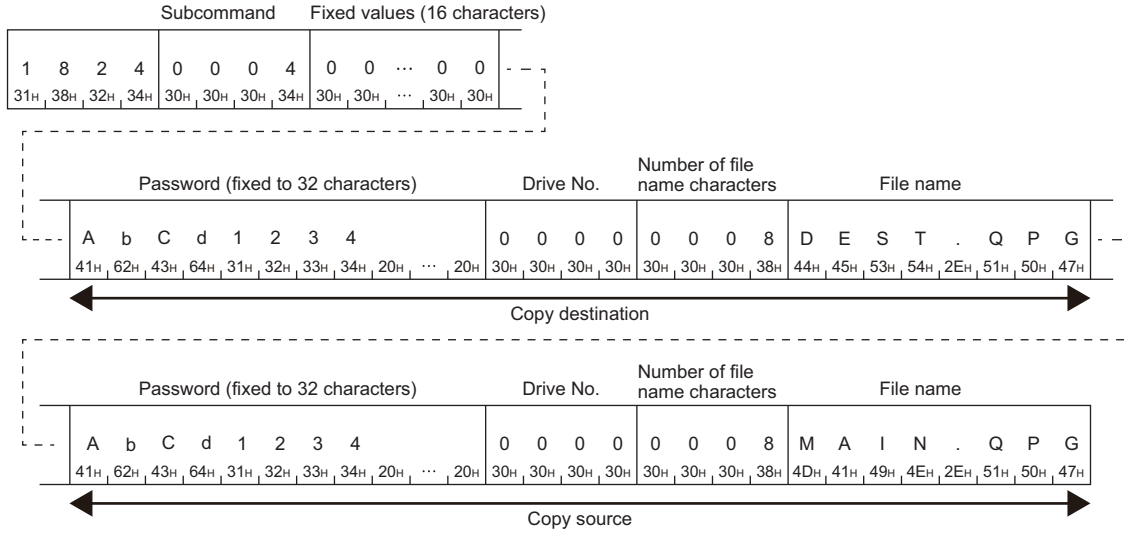 Subcommand Fixed values (16 characters)
1 8 2 4 0 0 0 4 0 0 ... 0 0
31H 38H 32H 34H 30H 30H 30H 34H 30H 30H ... 30H 30H
Password (fixed to 32 characters) Drive No. Number of file name characters File name
A b C d 1 2 3 4 0 0 0 0 0 0 0 8 D E S T . Q P G
41H 62H 43H 64H 31H 32H 33H 34H 20H ... 20H 30H 30H 30H 30H 30H 30H 30H 38H 44H 45H 53H 54H 2EH 51H 50H 47H
Copy destination
Password (fixed to 32 characters) Drive No. Number of file name characters File name
A b C d 1 2 3 4 0 0 0 0 0 0 0 8 M A I N . Q P G
41H 62H 43H 64H 31H 32H 33H 34H 20H ... 20H 30H 30H 30H 30H 30H 30H 30H 38H 4DH 41H 49H 4EH 2EH 51H 50H 47H
Copy source